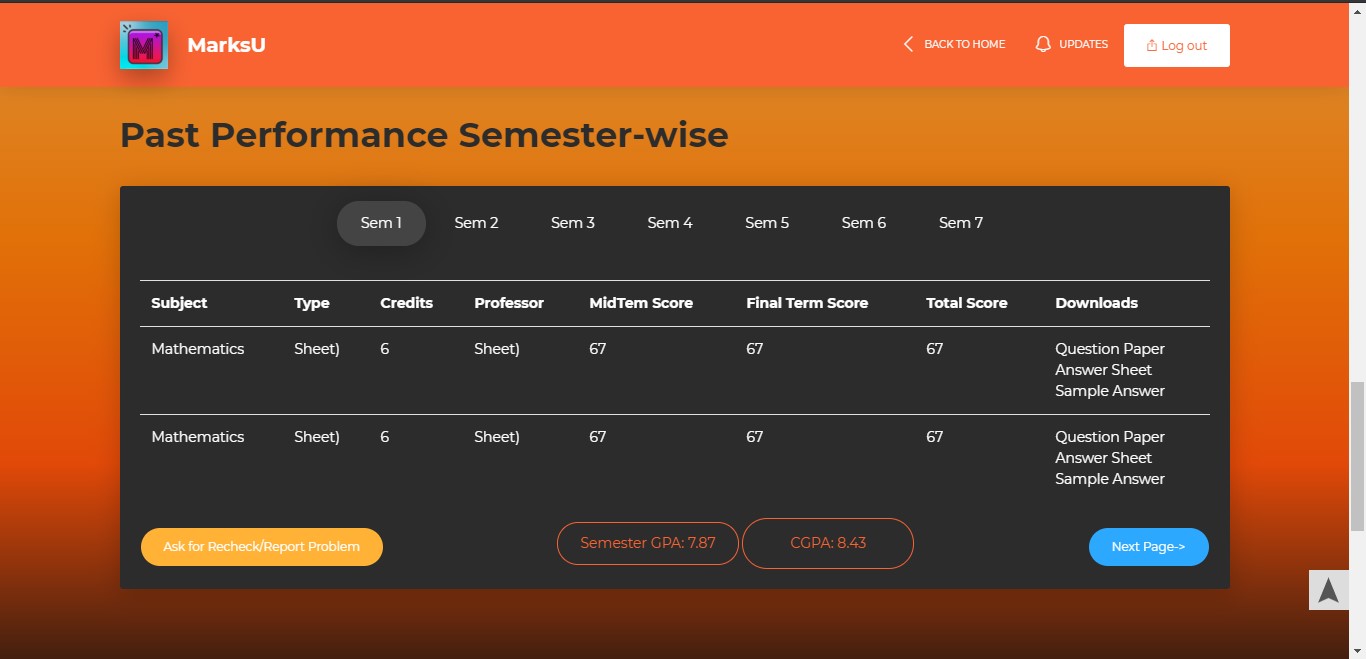 M
MarksU
BACK TO HOME
UPDATES
Log out
Past Performance Semester-wise
Sem 1 Sem 2 Sem 3 Sem 4 Sem 5 Sem 6 Sem 7
Subject Type Credits Professor MidTem Score Final Term Score Total Score Downloads
Mathematics Sheet) 6 Sheet) 67 67 67 Question Paper
Answer Sheet
Sample Answer
Mathematics Sheet) 6 Sheet) 67 67 67 Question Paper
Answer Sheet
Sample Answer
Ask for Recheck/Report Problem Semester GPA: 7.87 CGPA: 8.43 Next Page->